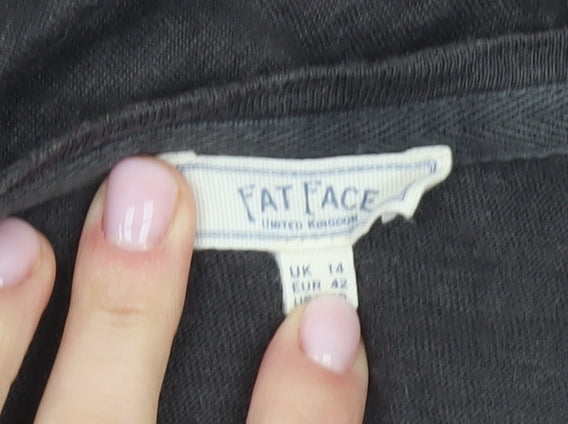 FAT FACE
UNITED KINGDOM
UK 14
EUR 42